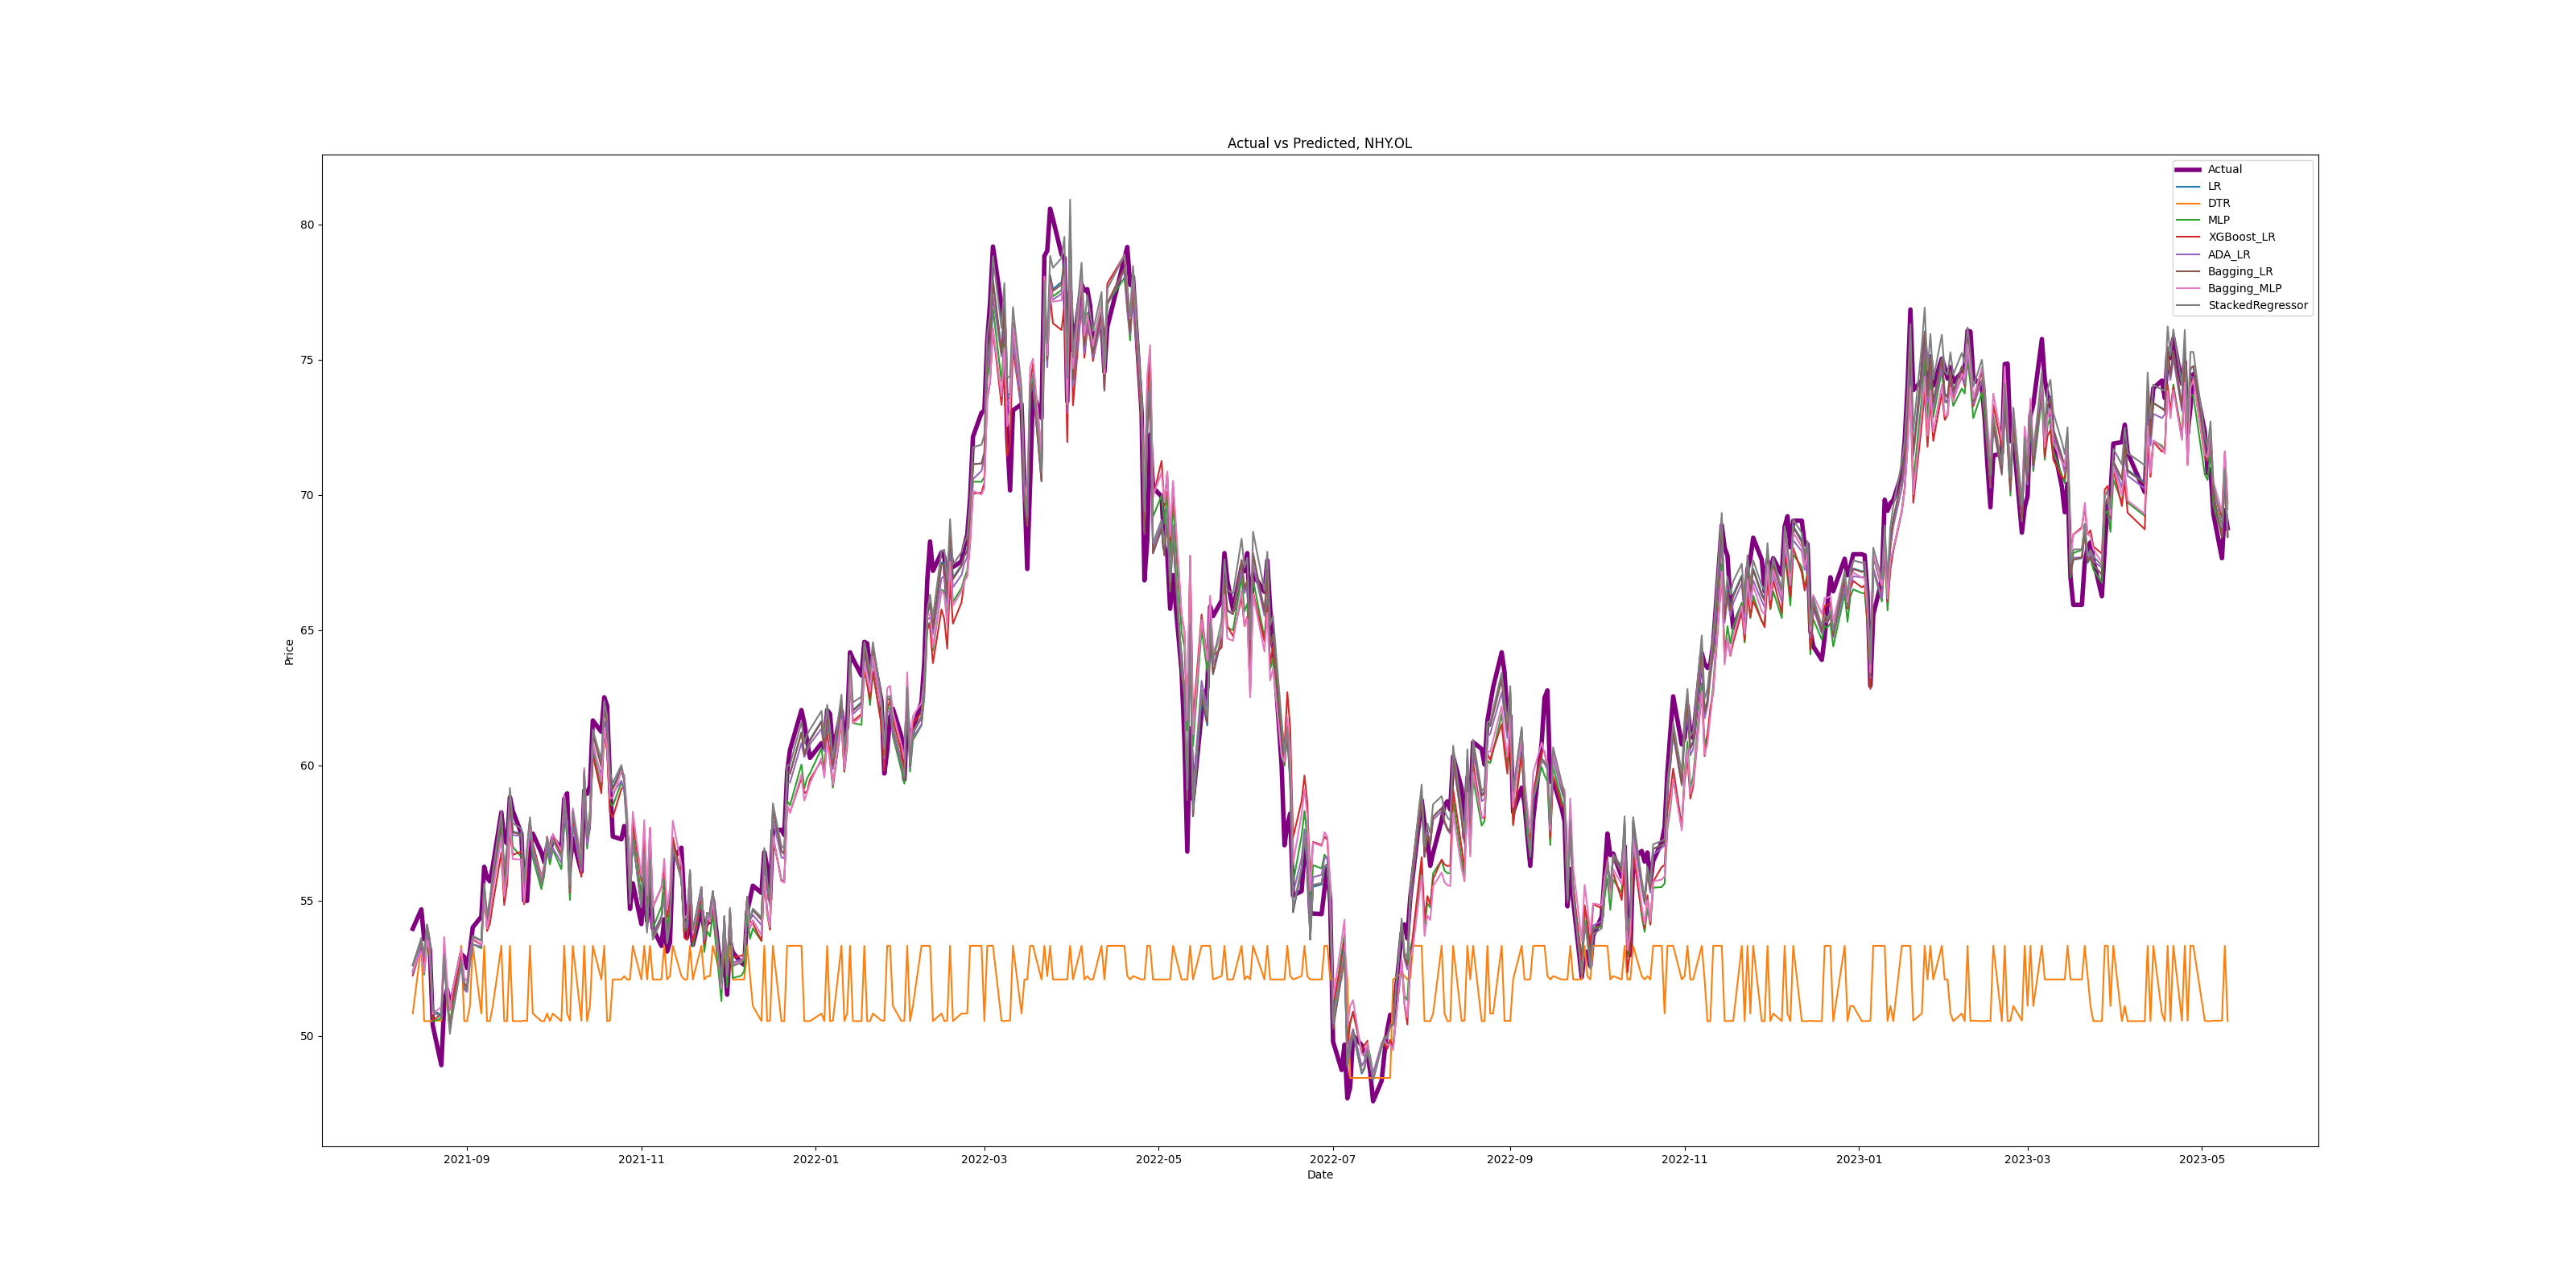 Actual vs Predicted, NHY.OL
Actual
LR
DTR
MLP
XGBoost_LR
ADA_LR
Bagging_LR
Bagging_MLP
StackedRegressor
80
75
70
65
60
55
50
Price
2021-09 2021-11 2022-01 2022-03 2022-05 2022-07 2022-09 2022-11 2023-01 2023-03 2023-05
Date